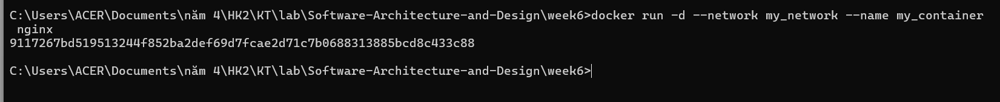 C:\Users\ACER\Documents\năm 4\HK2\KT\lab\Software-Architecture-and-Design\week6>docker run -d --network my_network --name my_container
nginx
9117267bd519513244f852ba2def69d7fcae2d71c7b0688313885bcd8c433c88
C:\Users\ACER\Documents\năm 4\HK2\KT\lab\Software-Architecture-and-Design\week6>